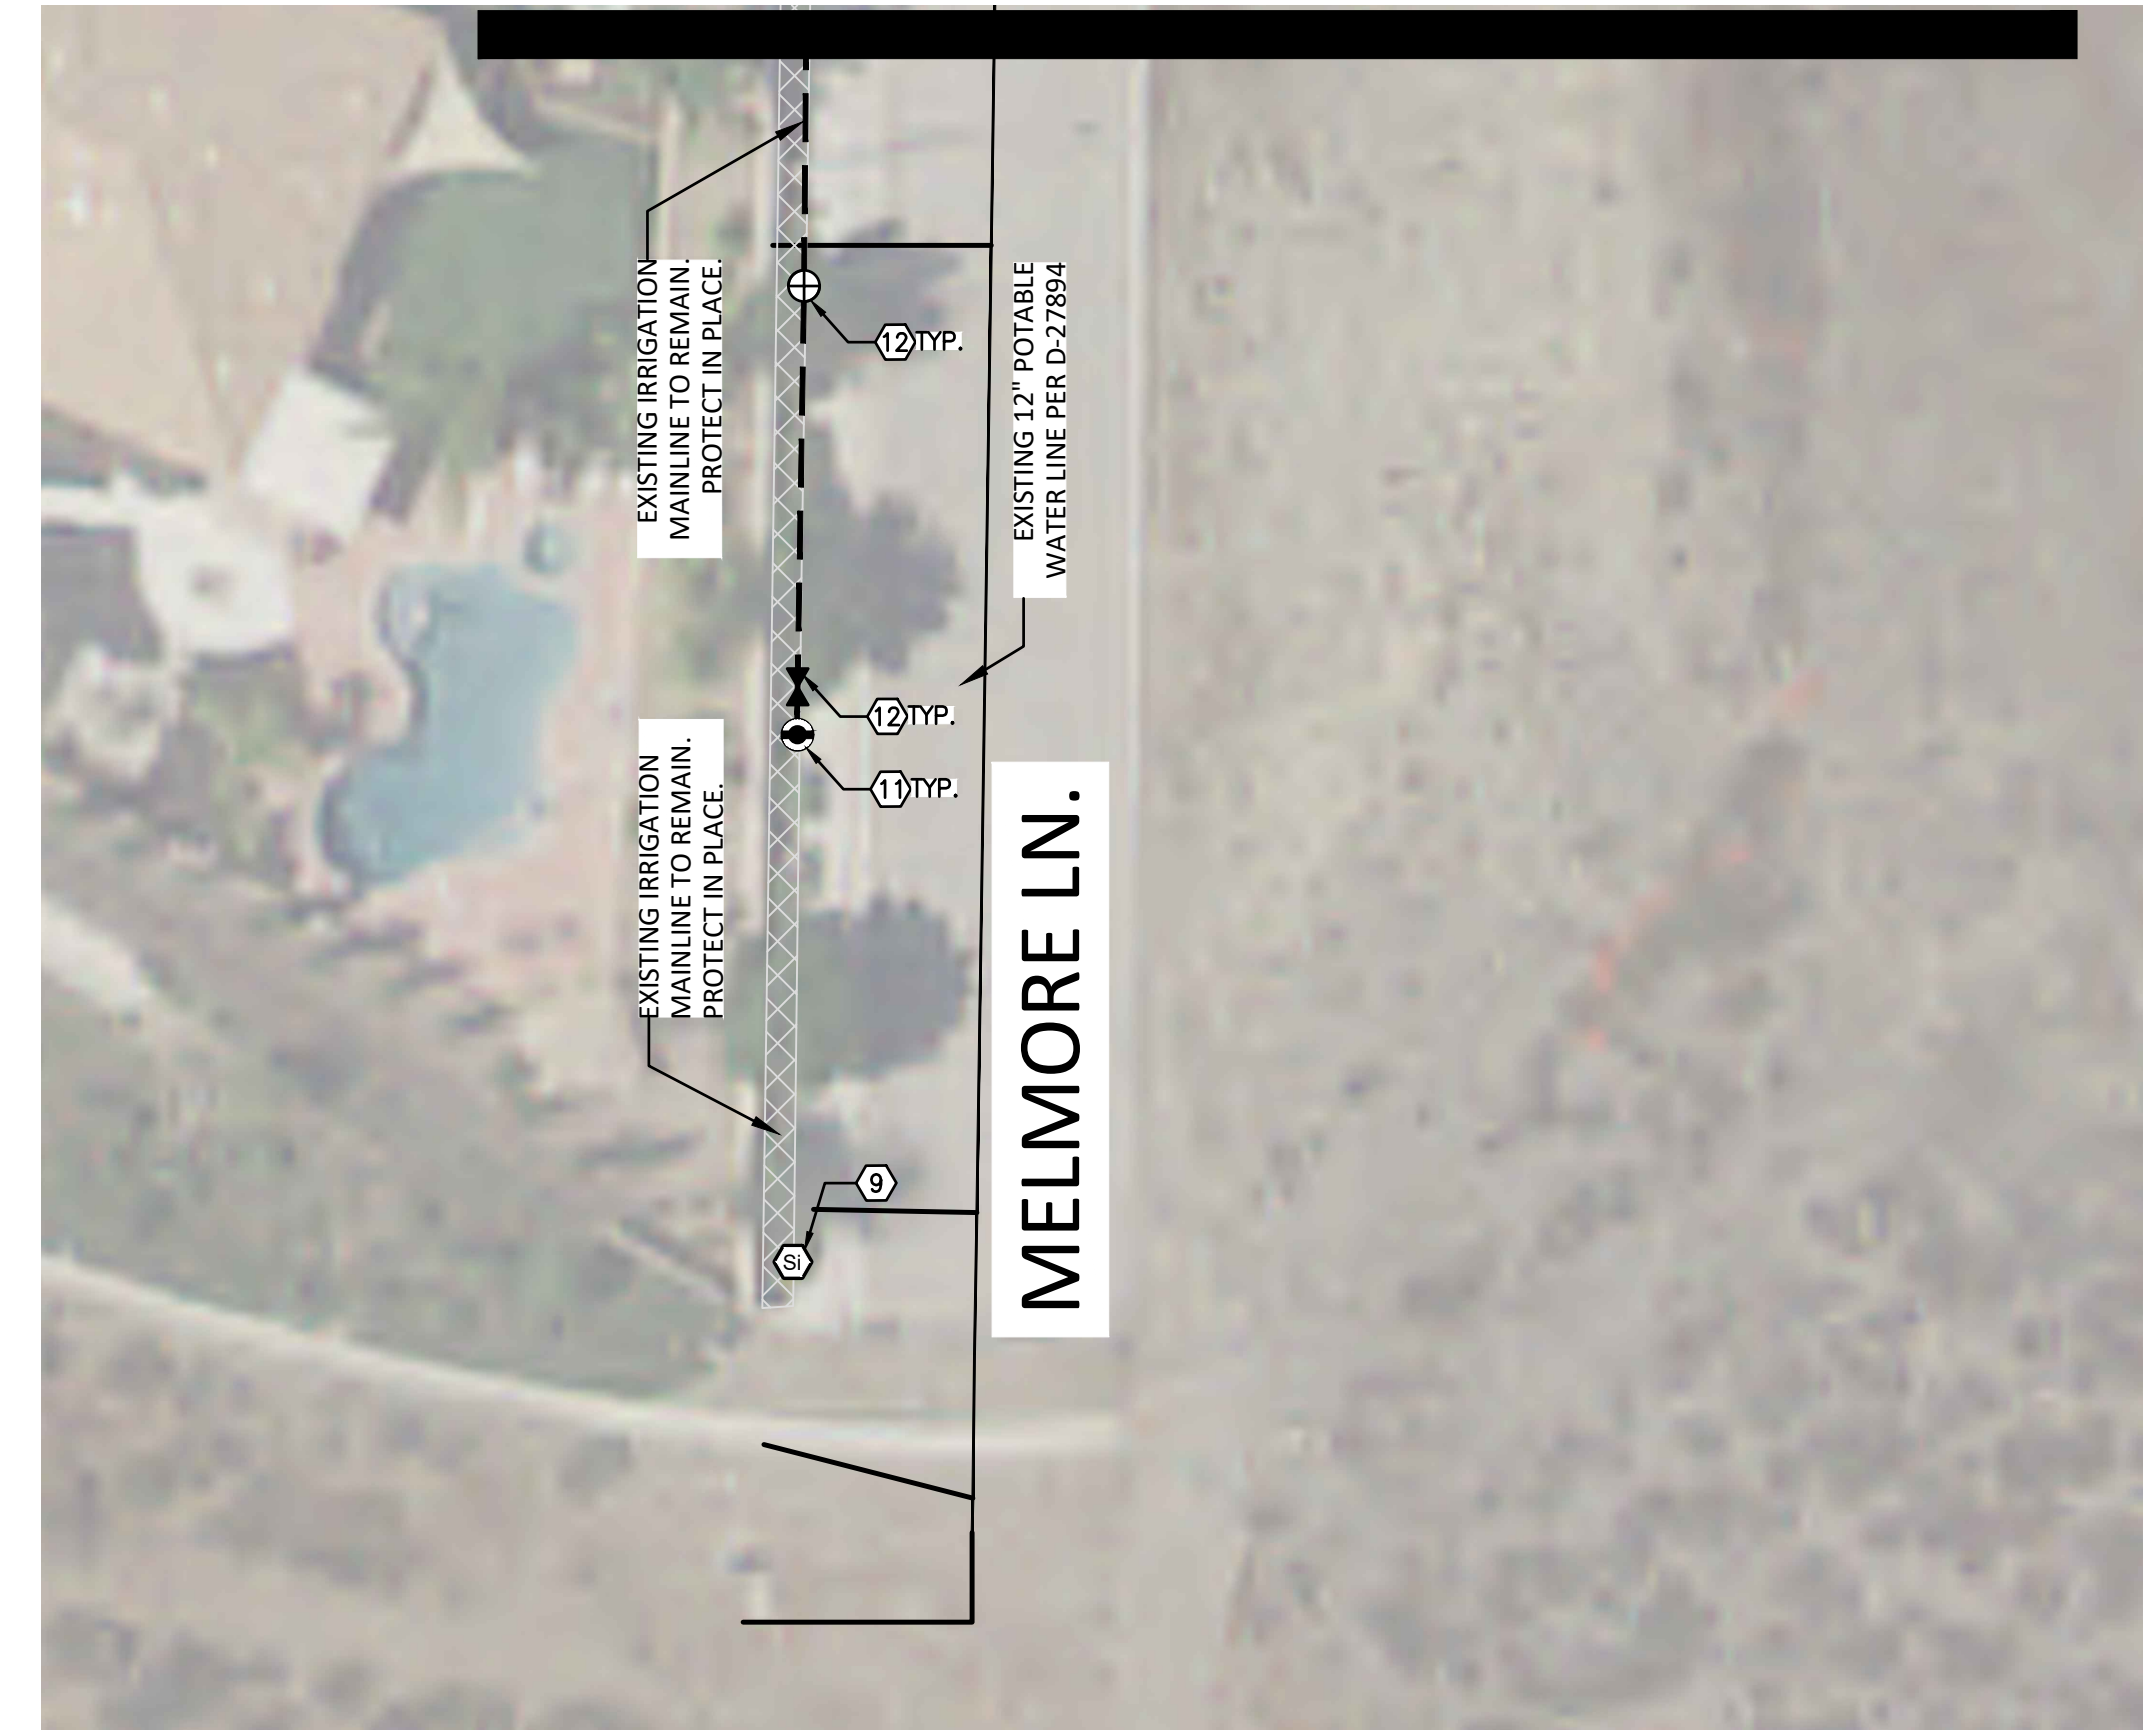 EXISTING IRRIGATION
MAINLINE TO REMAIN.
PROTECT IN PLACE.
12 TYP.
EXISTING 12" POTABLE
WATER LINE PER D-27894
12 TYP.
11 TYP.
EXISTING IRRIGATION
MAINLINE TO REMAIN.
PROTECT IN PLACE.
MELMORE LN.
9
Si